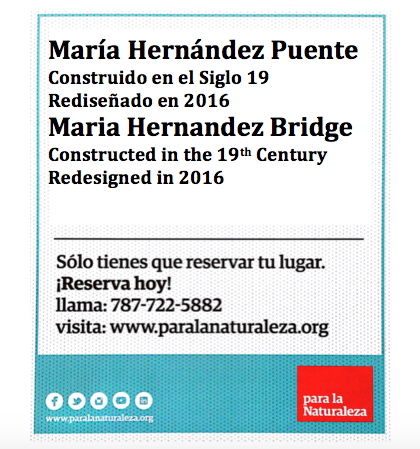 María Hernández Puente
Construido en el Siglo 19
Rediseñado en 2016
Maria Hernandez Bridge
Constructed in the 19th Century
Redesigned in 2016
Sólo tienes que reservar tu lugar.
¡Reserva hoy!
llama: 787-722-5882
visita: www.paralanaturaleza.org
www.paralanaturaleza.org
para la
Naturaleza